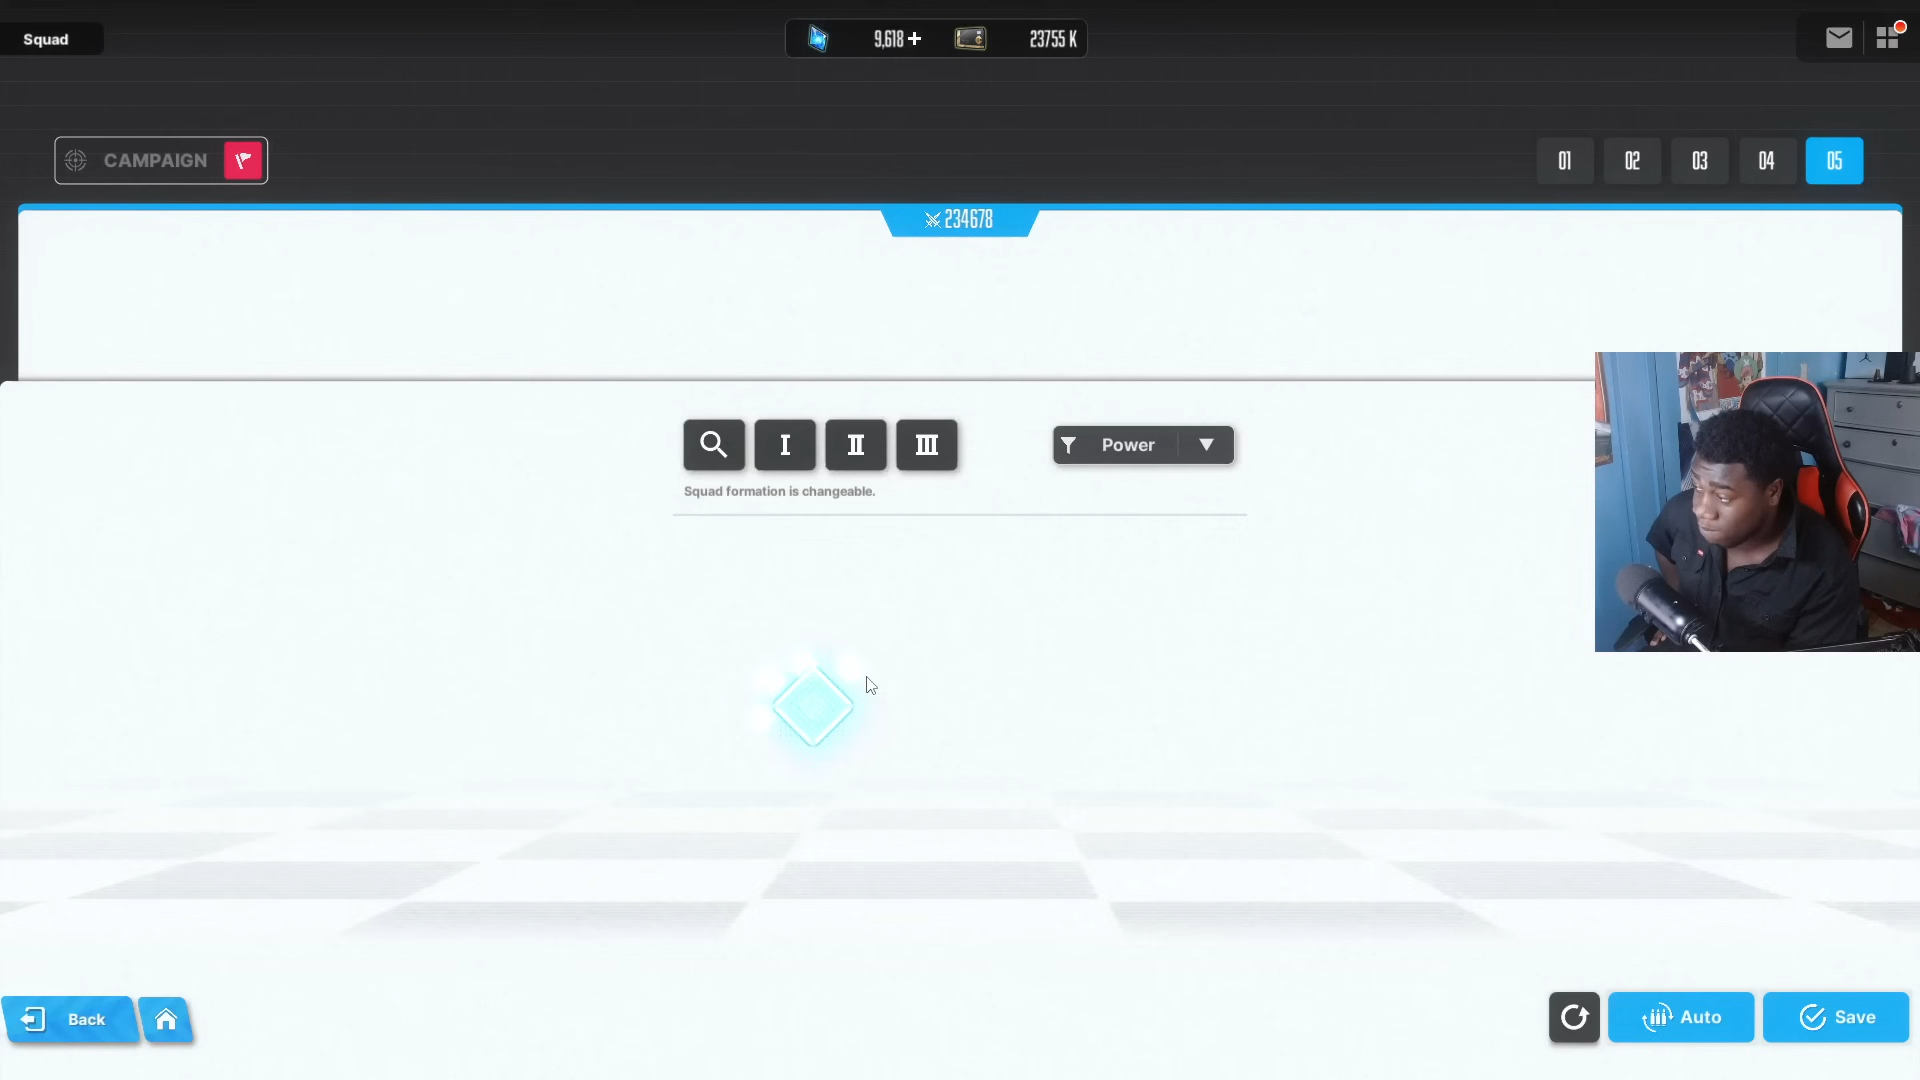 Squad
9,618
23755 K
CAMPAIGN
01
02
03
04
05
234678
I
II
III
Power
Squad formation is changeable.
Back
Auto
Save